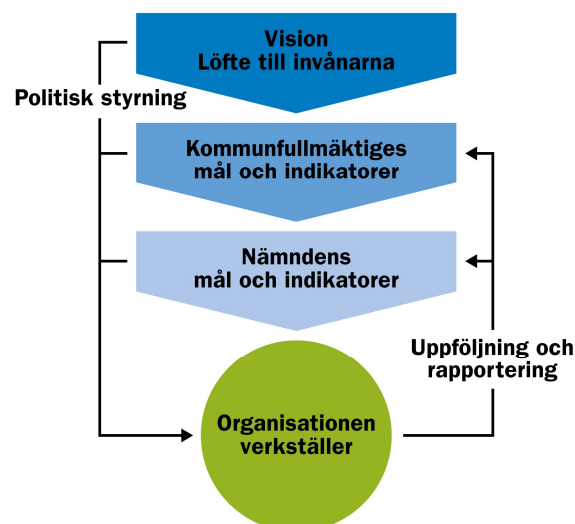 Vision
Löfte till invånarna
Politisk styrning
Kommunfullmäktiges
mål och indikatorer
Nämndens
mål och indikatorer
Uppföljning och
rapportering
Organisationen
verkställer